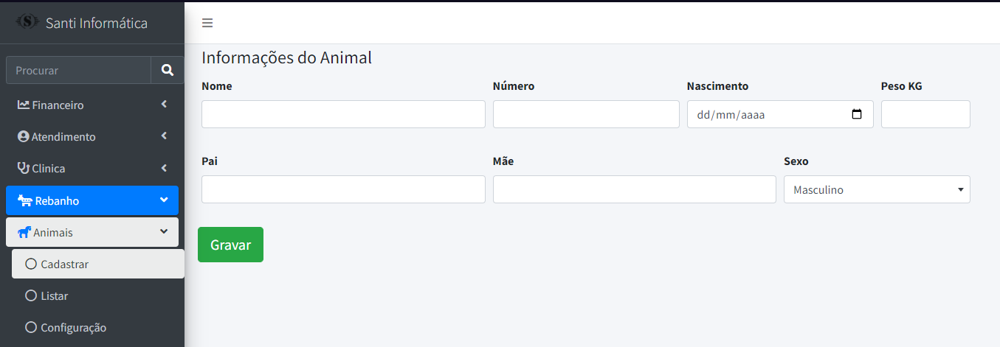 Santi Informática
Procurar
Financeiro
Atendimento
Clinica
Rebanho
Animais
Cadastrar
Listar
Configuração
Informações do Animal
Nome Número Nascimento Peso KG
dd/mm/aaaa
Pai Mãe Sexo
Masculino
Gravar